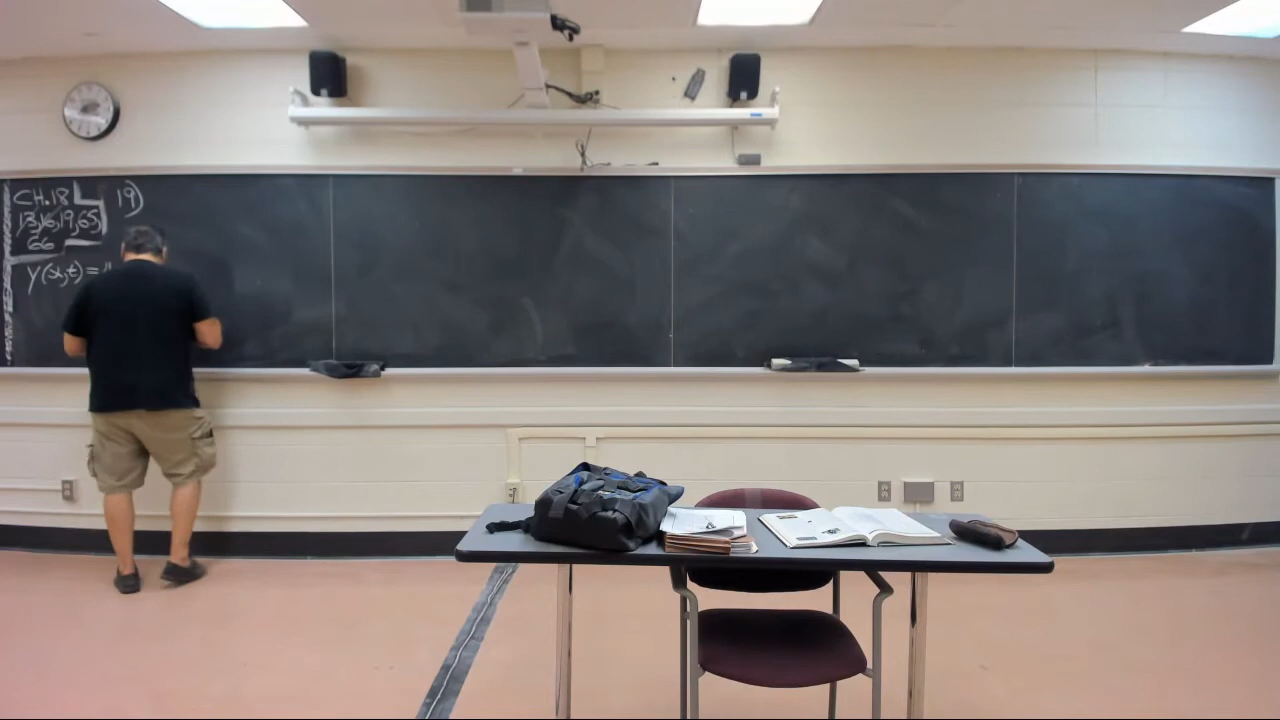 CH.18
13,16,19,65,
66
19)
y(x,t)=